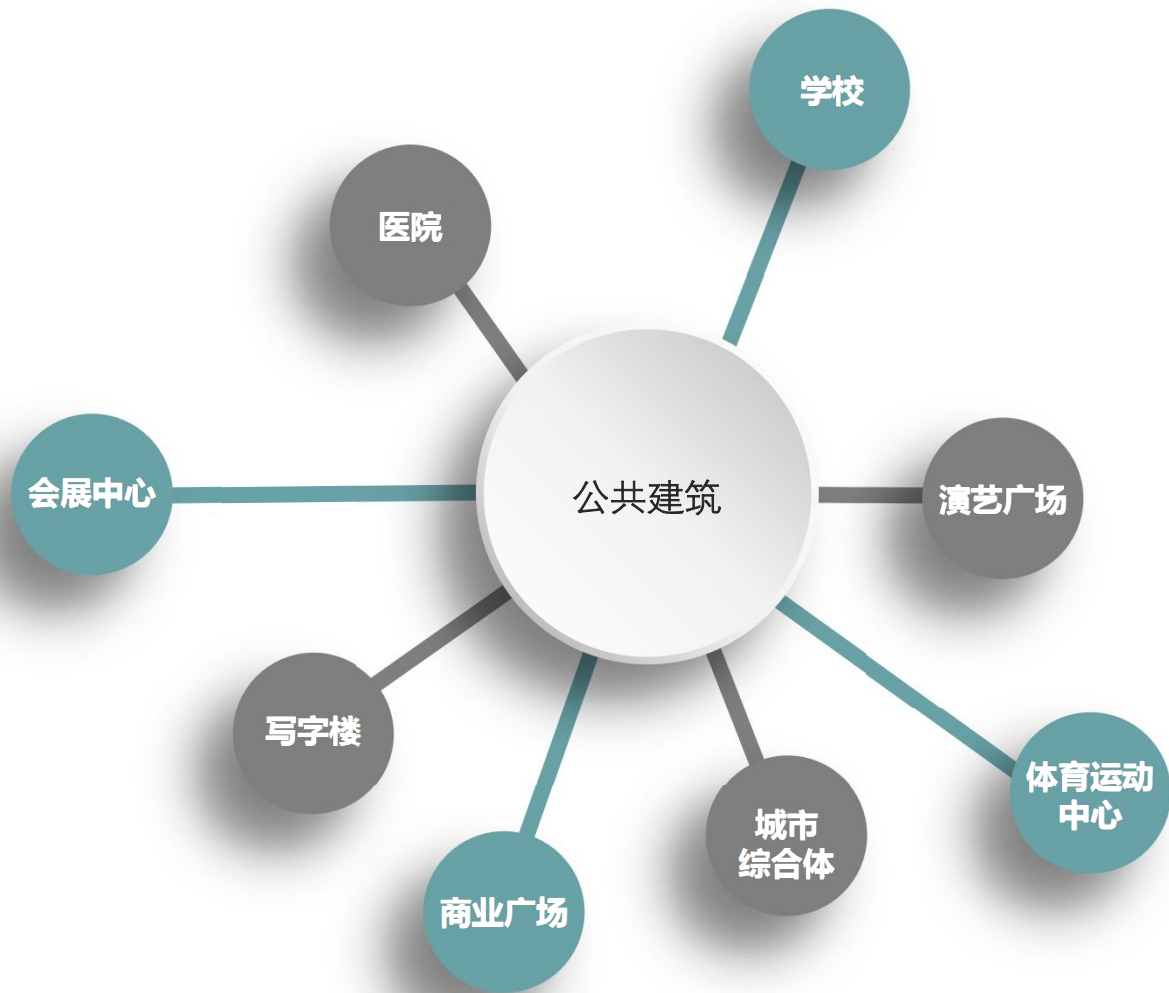 学校
医院
会展中心
公共建筑
演艺广场
写字楼
体育运动
中心
城市
综合体
商业广场